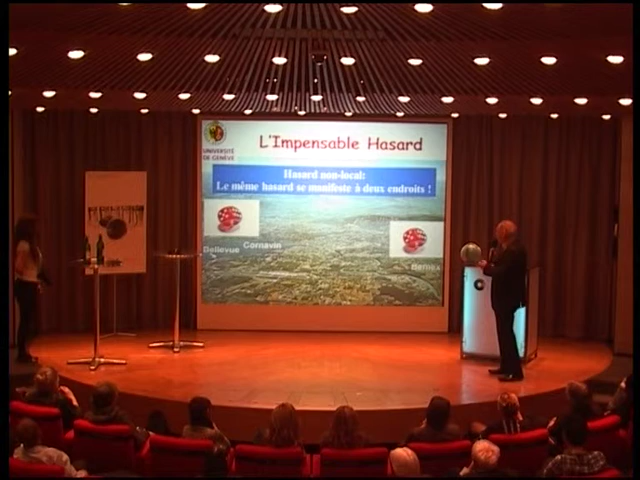 L'Impensable Hasard
UNIVERSITÉ
DE GENÈVE
Hasard non-local:
Le même hasard se manifeste à deux endroits !
Bellevue
Cornavin
Bernex